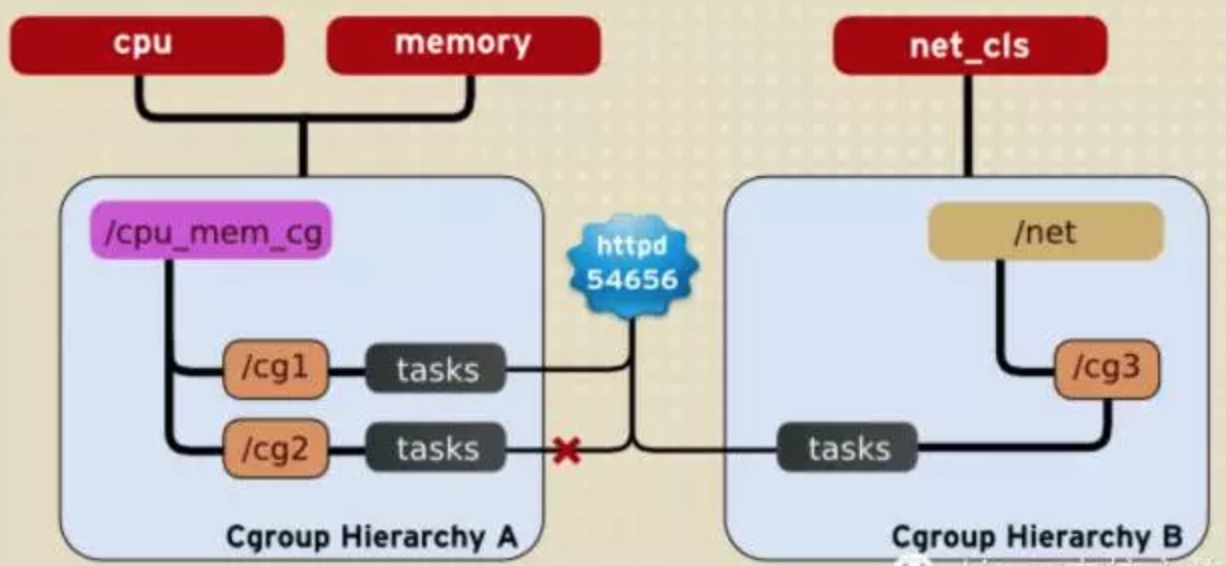 cpu
memory
net_cls
/cpu_mem_cg
httpd
54656
/net
/cg1
tasks
/cg3
/cg2
tasks
tasks
Cgroup Hierarchy A
Cgroup Hierarchy B